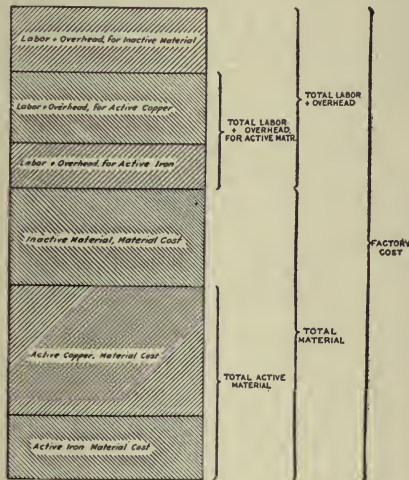 Labor + Overhead, for Inactive Material
Labor + Overhead, for Active Copper
Labor + Overhead, for Active Iron
Inactive Material, Material Cost
Active Copper, Material Cost
Active Iron Material Cost
TOTAL LABOR
+ OVERHEAD
FOR ACTIVE MATR.
TOTAL ACTIVE
MATERIAL
TOTAL LABOR
+ OVERHEAD
TOTAL
MATERIAL
FACTORY
COST